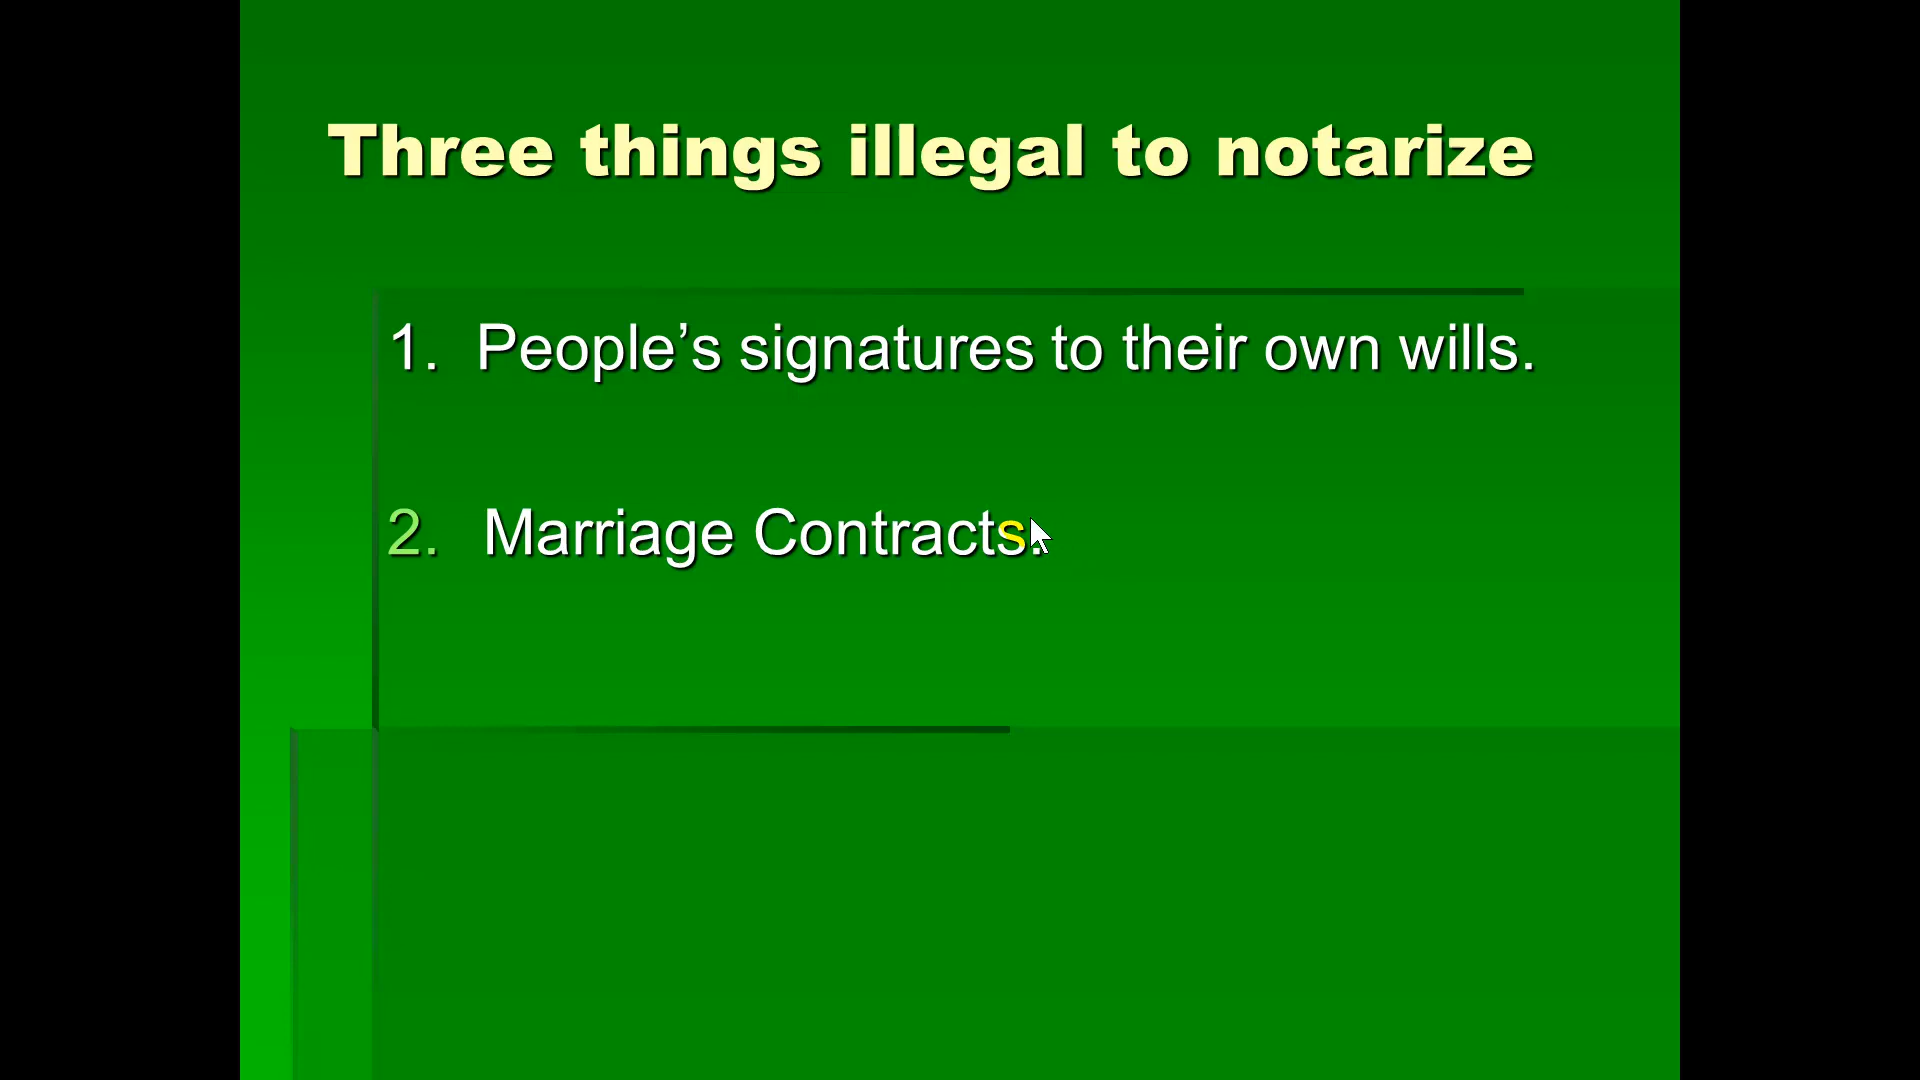 Three things illegal to notarize
1. People’s signatures to their own wills.
2. Marriage Contracts.